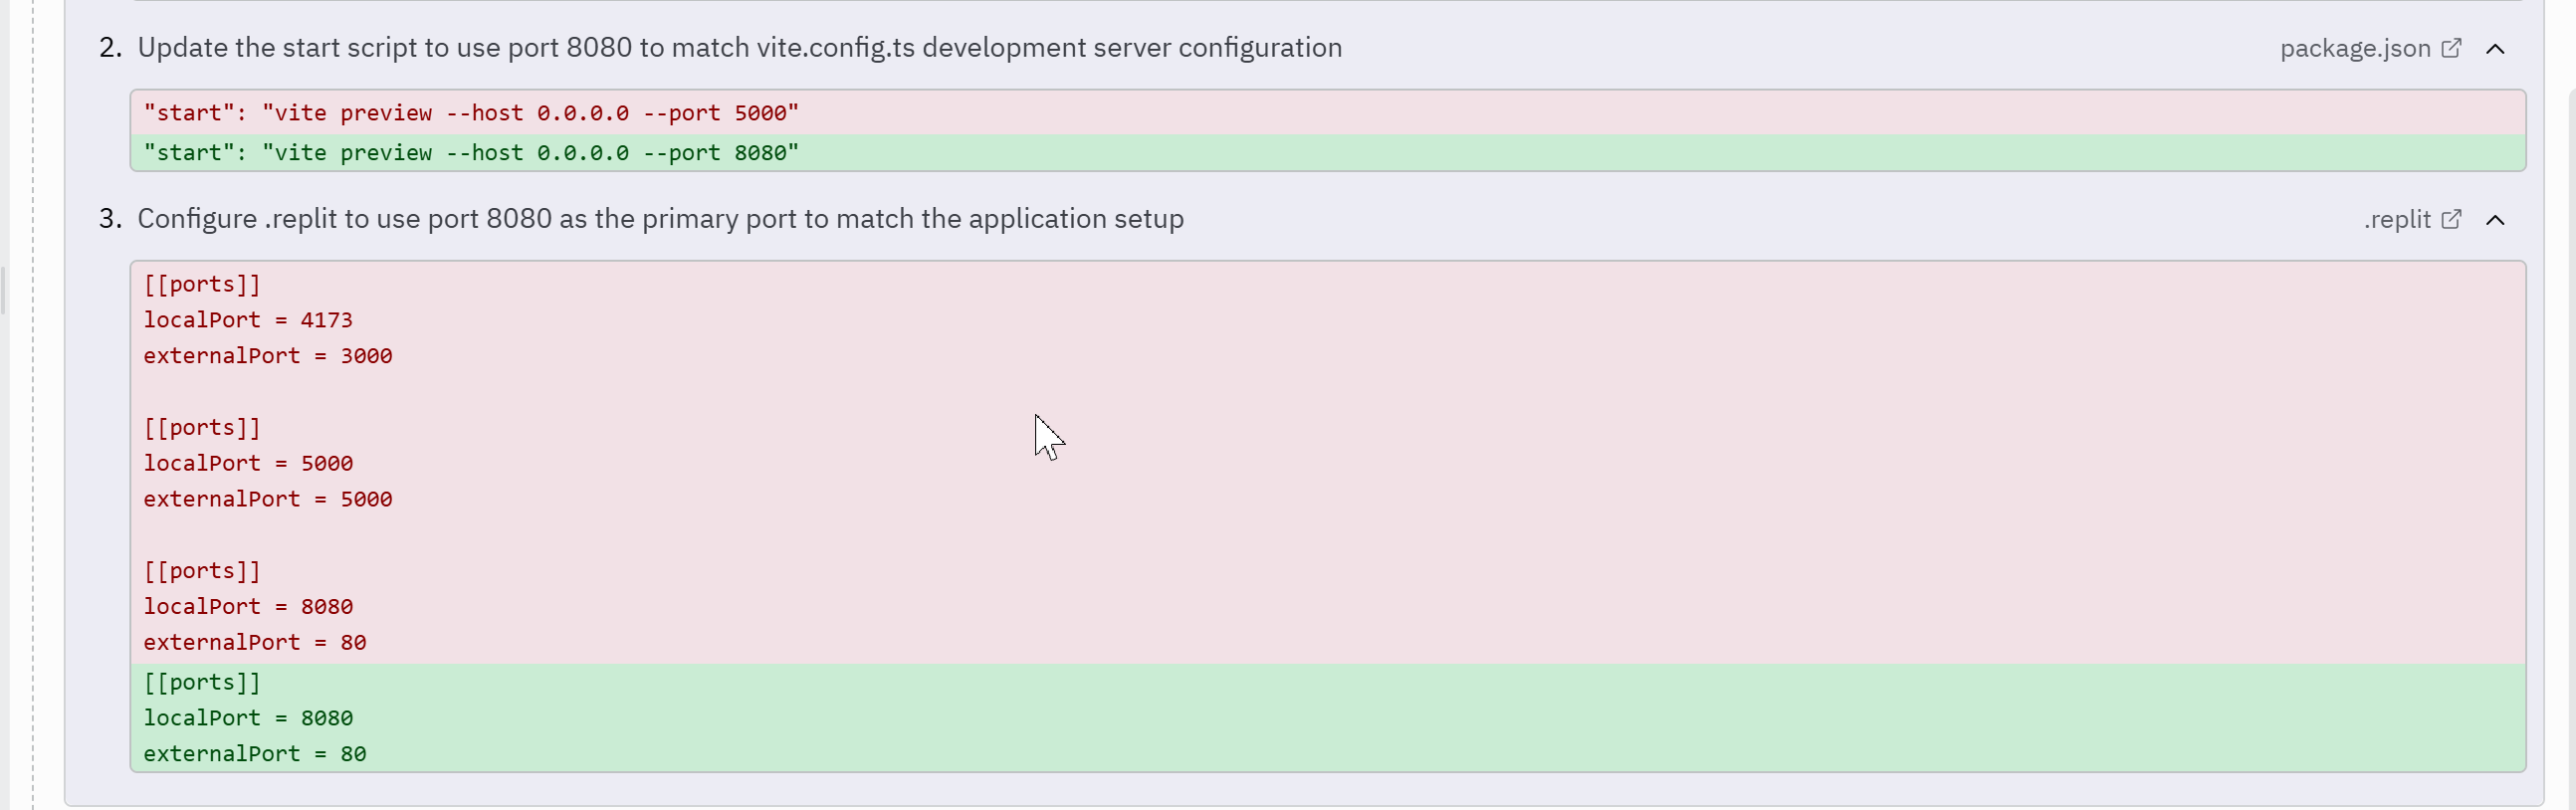 2. Update the start script to use port 8080 to match vite.config.ts development server configuration package.json
"start": "vite preview --host 0.0.0.0 --port 5000"
"start": "vite preview --host 0.0.0.0 --port 8080"
3. Configure .replit to use port 8080 as the primary port to match the application setup .replit
[[ports]]
localPort = 4173
externalPort = 3000
[[ports]]
localPort = 5000
externalPort = 5000
[[ports]]
localPort = 8080
externalPort = 80
[[ports]]
localPort = 8080
externalPort = 80